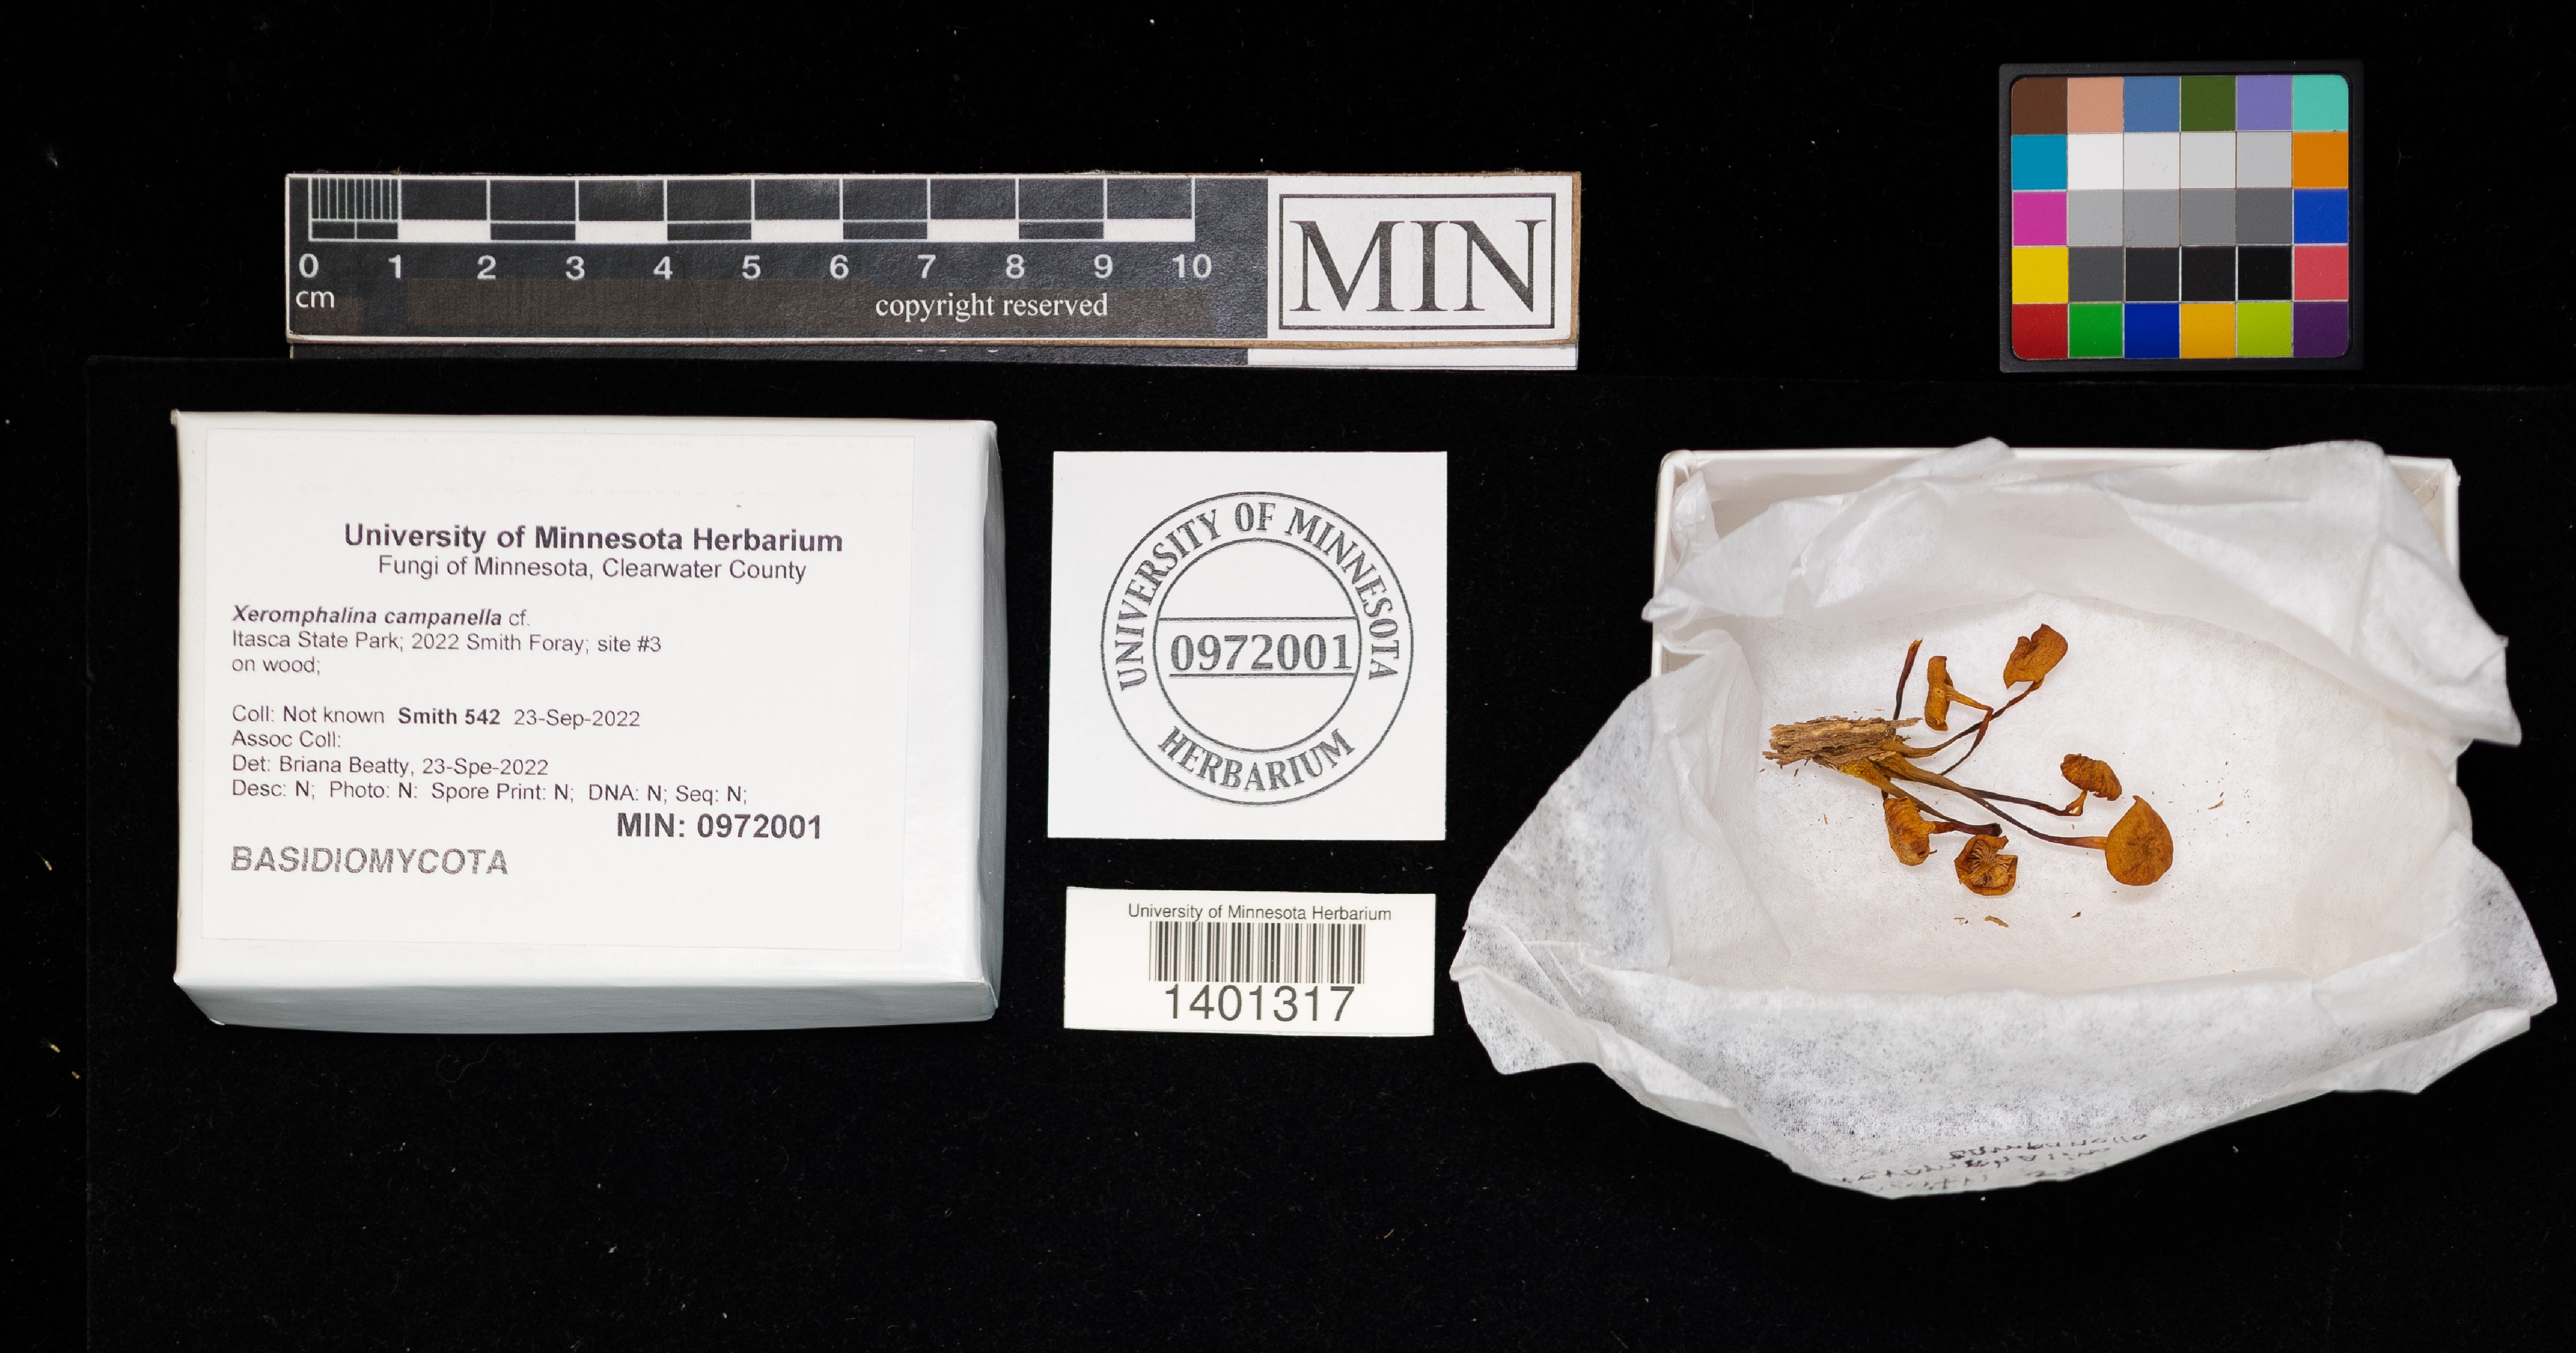 0 1 2 3 4 5 6 7 8 9 10
cm
copyright reserved
MIN
University of Minnesota Herbarium
Fungi of Minnesota, Clearwater County
Xeromphalina campanella cf.
Itasca State Park; 2022 Smith Foray; site #3
on wood;
Coll: Not known Smith 542 23-Sep-2022
Assoc Coll:
Det: Briana Beatty, 23-Spe-2022
Desc: N; Photo: N: Spore Print: N; DNA: N; Seq: N;
MIN: 0972001
BASIDIOMYCOTA
UNIVERSITY OF MINNESOTA
0972001
HERBARIUM
University of Minnesota Herbarium
1401317